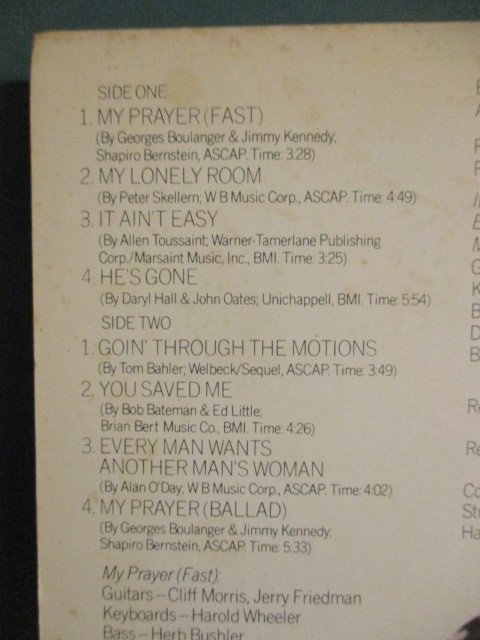 SIDE ONE
1. MY PRAYER (FAST)
(By Georges Boulanger & Jimmy Kennedy;
Shapiro Bernstein, ASCAP. Time: 3:28)
2. MY LONELY ROOM
(By Peter Skellern; W B Music Corp., ASCAP. Time: 4:49)
3. IT AIN'T EASY
(By Allen Toussaint; Warner-Tamerlane Publishing
Corp./Marsaint Music, Inc., BMI. Time: 3:25)
4. HE'S GONE
(By Daryl Hall & John Oates; Unichappell, BMI. Time: 5:54)
SIDE TWO
1. GOIN' THROUGH THE MOTIONS
(By Tom Bahler; Welbeck/Sequel, ASCAP. Time: 3:49)
2. YOU SAVED ME
(By Bob Bateman & Ed Little;
Brian Bert Music Co., BMI. Time: 4:26)
3. EVERY MAN WANTS
ANOTHER MAN'S WOMAN
(By Alan O'Day; W B Music Corp., ASCAP. Time: 4:02)
4. MY PRAYER (BALLAD)
(By Georges Boulanger & Jimmy Kennedy:
Shapiro Bernstein, ASCAP. Time: 5:33)
My Prayer (Fast):
Guitars—Cliff Morris, Jerry Friedman
Keyboards—Harold Wheeler
Bass—Herb Bushler